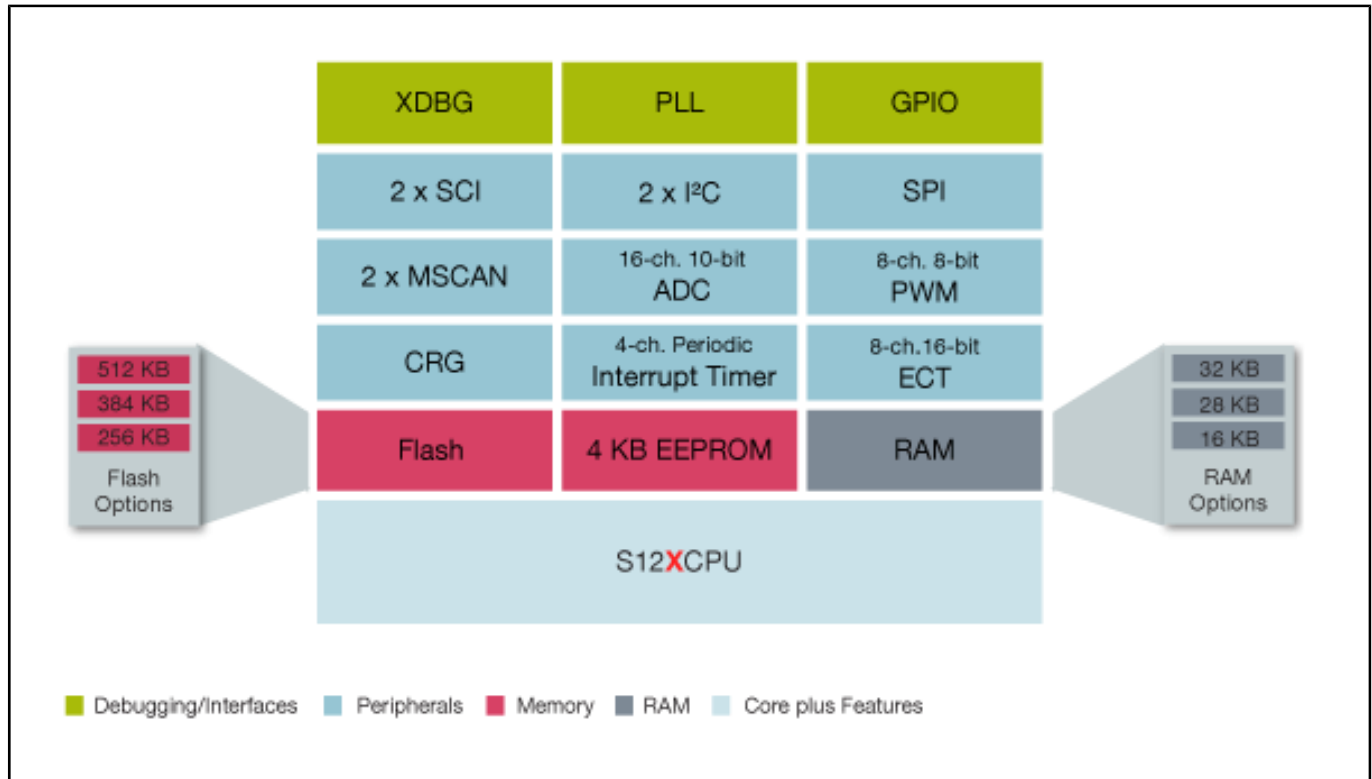 XDBG
PLL
GPIO
2 x SCI
2 x I²C
SPI
2 x MSCAN
16-ch. 10-bit
ADC
8-ch. 8-bit
PWM
CRG
4-ch. Periodic
Interrupt Timer
8-ch.16-bit
ECT
512 KB
384 KB
256 KB
Flash
Options
Flash
4 KB EEPROM
RAM
32 KB
28 KB
16 KB
RAM
Options
S12XCPU
Debugging/Interfaces
Peripherals
Memory
RAM
Core plus Features